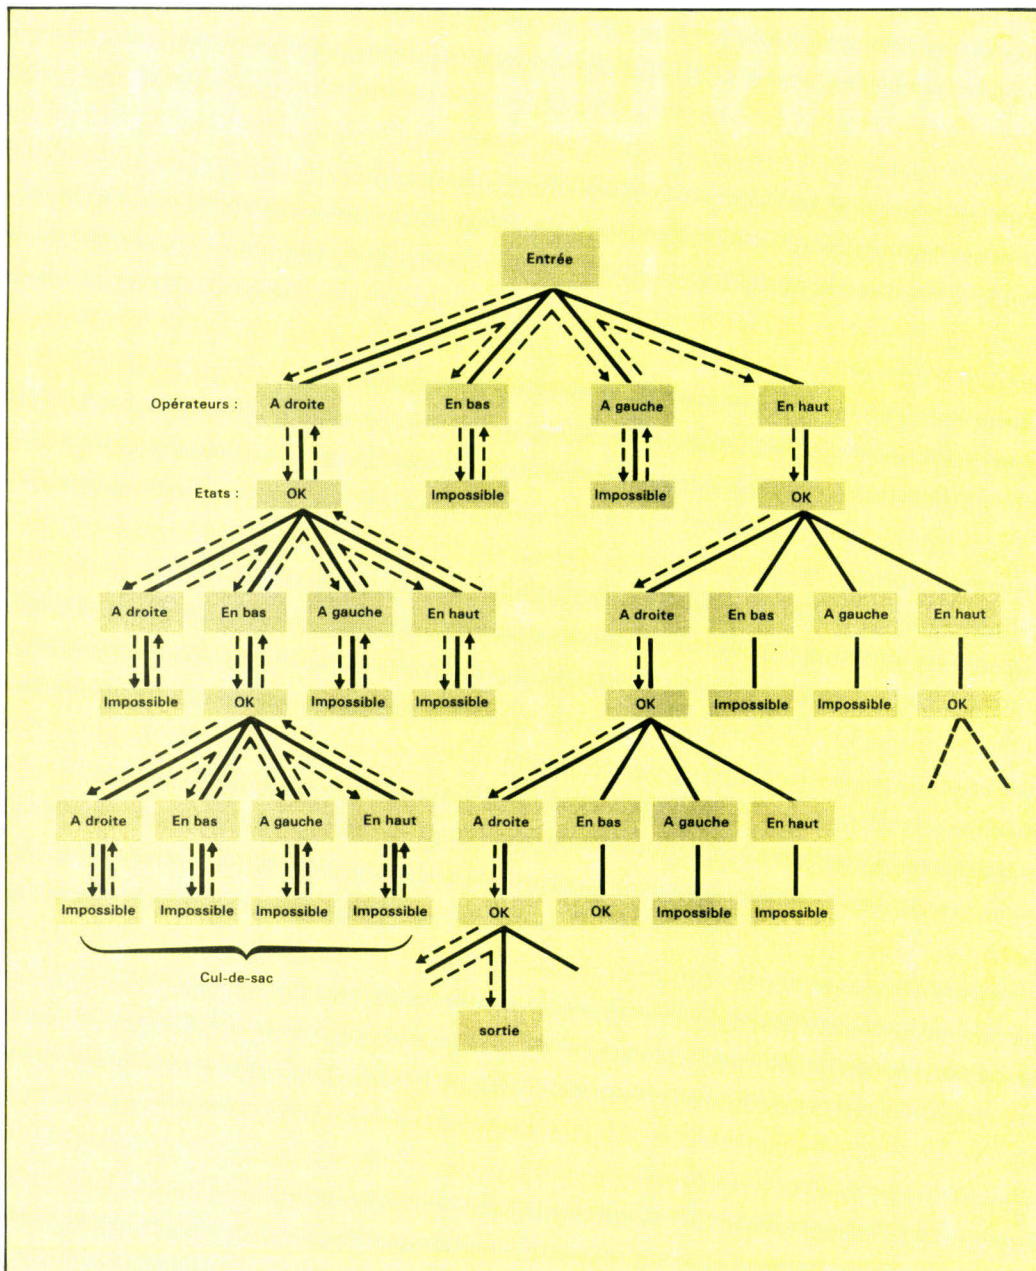 Entrée
Opérateurs : A droite En bas A gauche En haut
Etats : OK Impossible Impossible OK
A droite En bas A gauche En haut A droite En bas A gauche En haut
Impossible OK Impossible Impossible OK Impossible Impossible OK
A droite En bas A gauche En haut A droite En bas A gauche En haut
Impossible Impossible Impossible Impossible OK OK Impossible Impossible
Cul-de-sac
sortie